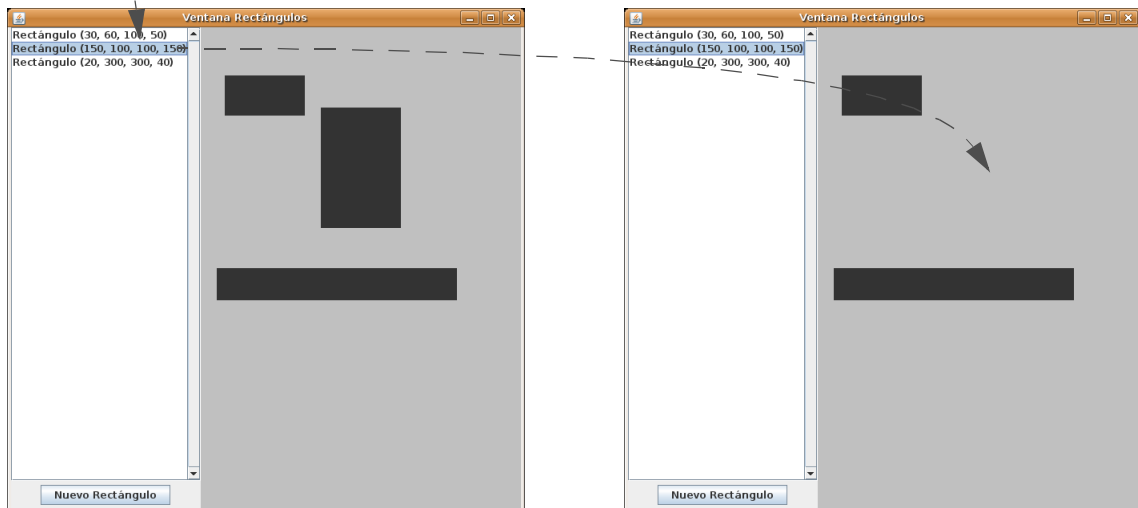 Ventana Rectángulos
Rectángulo (30, 60, 100, 50)
Rectángulo (150, 100, 100, 150)
Rectángulo (20, 300, 300, 40)
Nuevo Rectángulo
Ventana Rectángulos
Rectángulo (30, 60, 100, 50)
Rectángulo (150, 100, 100, 150)
Rectángulo (20, 300, 300, 40)
Nuevo Rectángulo